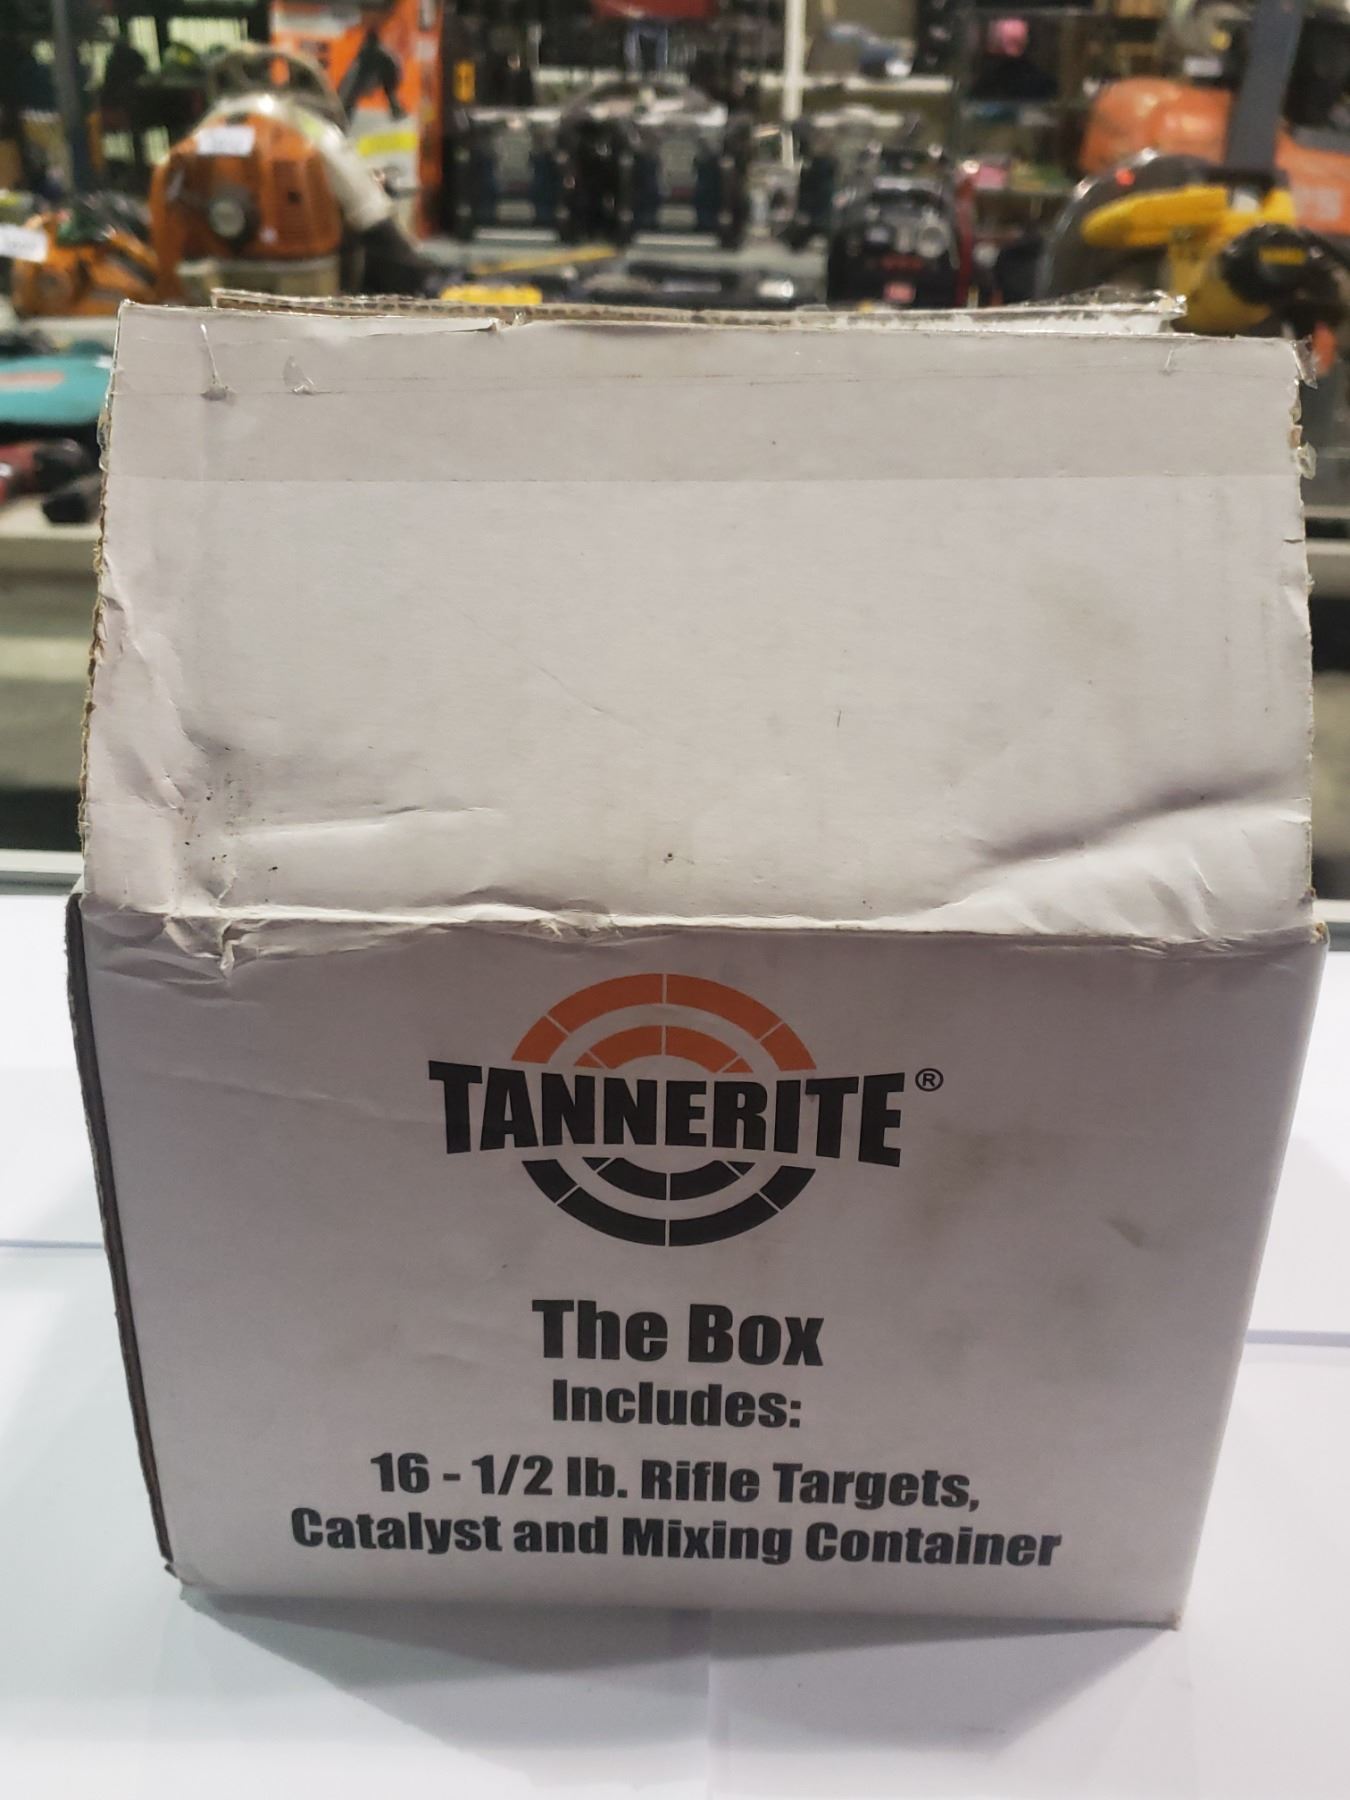 TANNERITE®
The Box
Includes:
16 - 1/2 lb. Rifle Targets,
Catalyst and Mixing Container